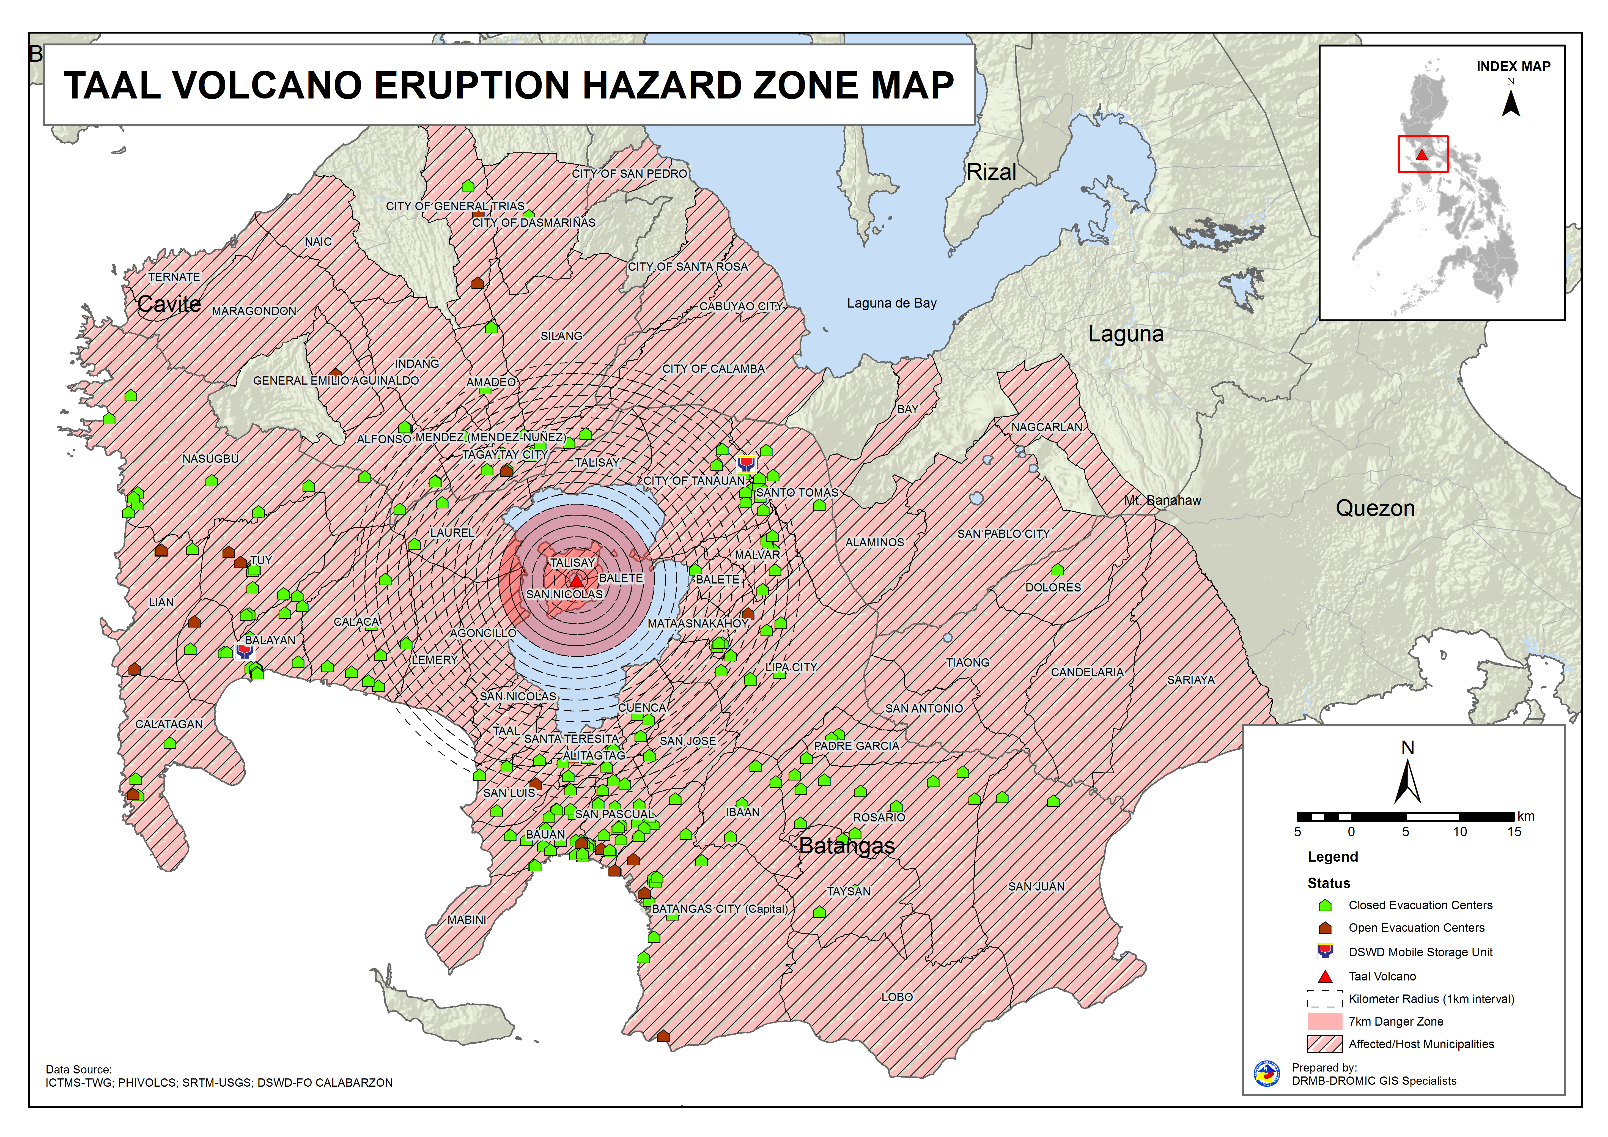 B
TAAL VOLCANO ERUPTION HAZARD ZONE MAP
INDEX MAP
N
Rizal
CITY OF SAN PEDRO
CITY OF GENERAL TRIAS
CITY OF DASMARIÑAS
NAIC
CITY OF SANTA ROSA
TERNATE
Cavite
MARAGONDON
CABUYAO CITY
Laguna de Bay
SILANG
Laguna
INDANG
CITY OF CALAMBA
GENERAL EMILIO AGUINALDO
AMADEO
BAY
NAGCARLAN
ALFONSO
MENDEZ (MENDEZ-NUÑEZ)
TAGAYTAY CITY
NASUGBU
TALISAY
CITY OF TANAUAN
SANTO TOMAS
Mt. Banahaw
Quezon
LAUREL
SAN PABLO CITY
ALAMINOS
MALVAR
TUY
TALISAY
BALETE
BALETE
DOLORES
SAN NICOLAS
LIAN
CALACA
MATAASNAKAHOY
AGONCILLO
BALAYAN
LEMERY
LIPA CITY
TIAONG
CANDELARIA
SARIAYA
SAN NICOLAS
CUENCA
SAN ANTONIO
CALATAGAN
TAAL
SANTA TERESITA
SAN JOSE
PADRE GARCIA
ALITAGTAG
SAN LUIS
SAN PASCUAL
IBAAN
ROSARIO
BAUAN
Batangas
TAYSAN
SAN JUAN
MABINI
BATANGAS CITY (Capital)
LOBO
N
km
5 0 5 10 15
Legend
Status
Closed Evacuation Centers
Open Evacuation Centers
DSWD Mobile Storage Unit
Taal Volcano
Kilometer Radius (1km interval)
7km Danger Zone
Affected/Host Municipalities
Prepared by:
DRMB-DROMIC GIS Specialists
Data Source:
ICTMS-TWG; PHIVOLCS; SRTM-USGS; DSWD-FO CALABARZON